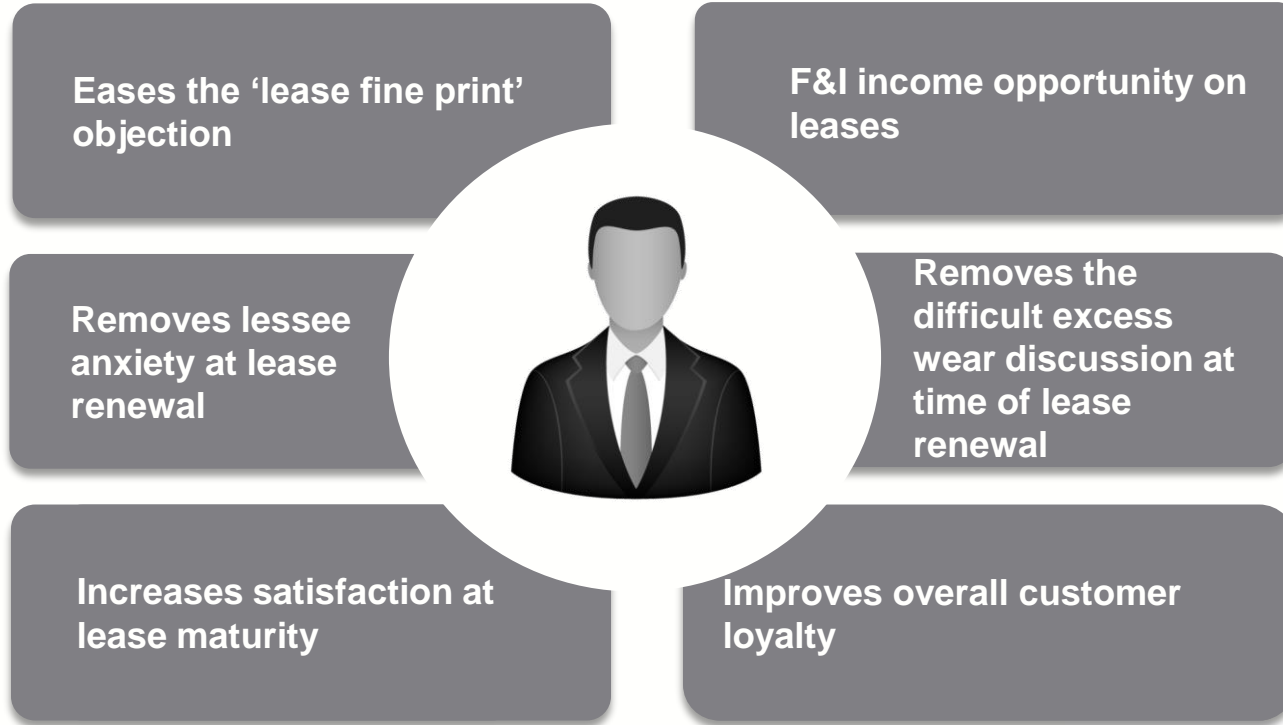 Eases the ‘lease fine print’
objection
F&I income opportunity on
leases
Removes lessee
anxiety at lease
renewal
Removes the
difficult excess
wear discussion at
time of lease
renewal
Increases satisfaction at
lease maturity
Improves overall customer
loyalty